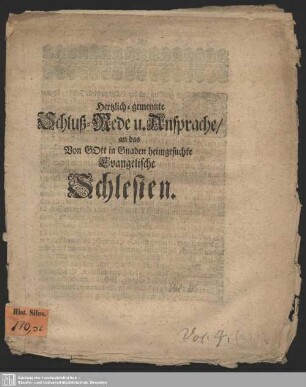 Hertzlich-gemeynte
Schluß-Rede u. Ansprache/
an das
Von GOtt in Gnaden heimgesuchte
Evangelische
Schlesien.
Hist. Siles.
Vol. 4.